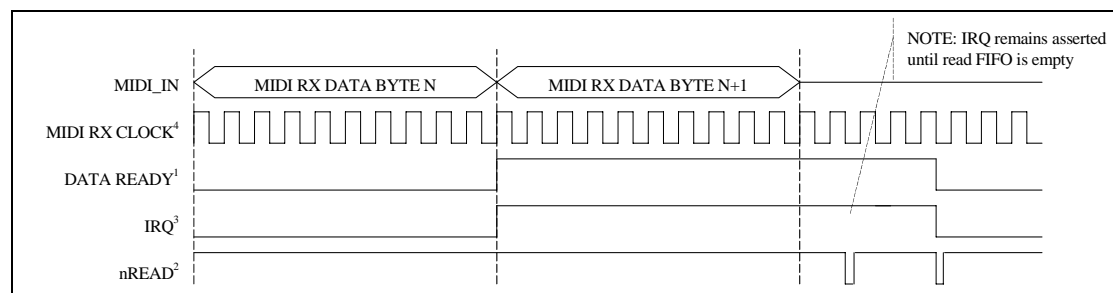 NOTE: IRQ remains asserted
until read FIFO is empty
MIDI_IN
MIDI RX DATA BYTE N
MIDI RX DATA BYTE N+1
MIDI RX CLOCK⁴
DATA READY¹
IRQ³
nREAD²